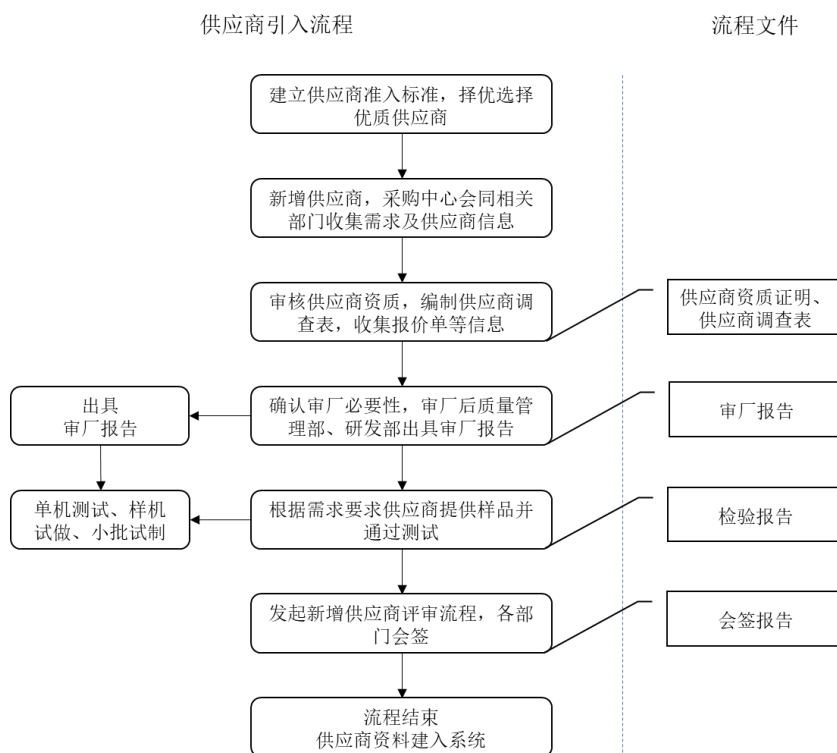 供应商引入流程
流程文件
建立供应商准入标准，择优选择
优质供应商
新增供应商，采购中心会同相关
部门收集需求及供应商信息
审核供应商资质，编制供应商调
查表，收集报价单等信息
供应商资质证明、
供应商调查表
出具
审厂报告
确认审厂必要性，审厂后质量管
理部、研发部出具审厂报告
审厂报告
单机测试、样机
试做、小批试制
根据需求要求供应商提供样品并
通过测试
检验报告
发起新增供应商评审流程，各部
门会签
会签报告
流程结束
供应商资料建入系统